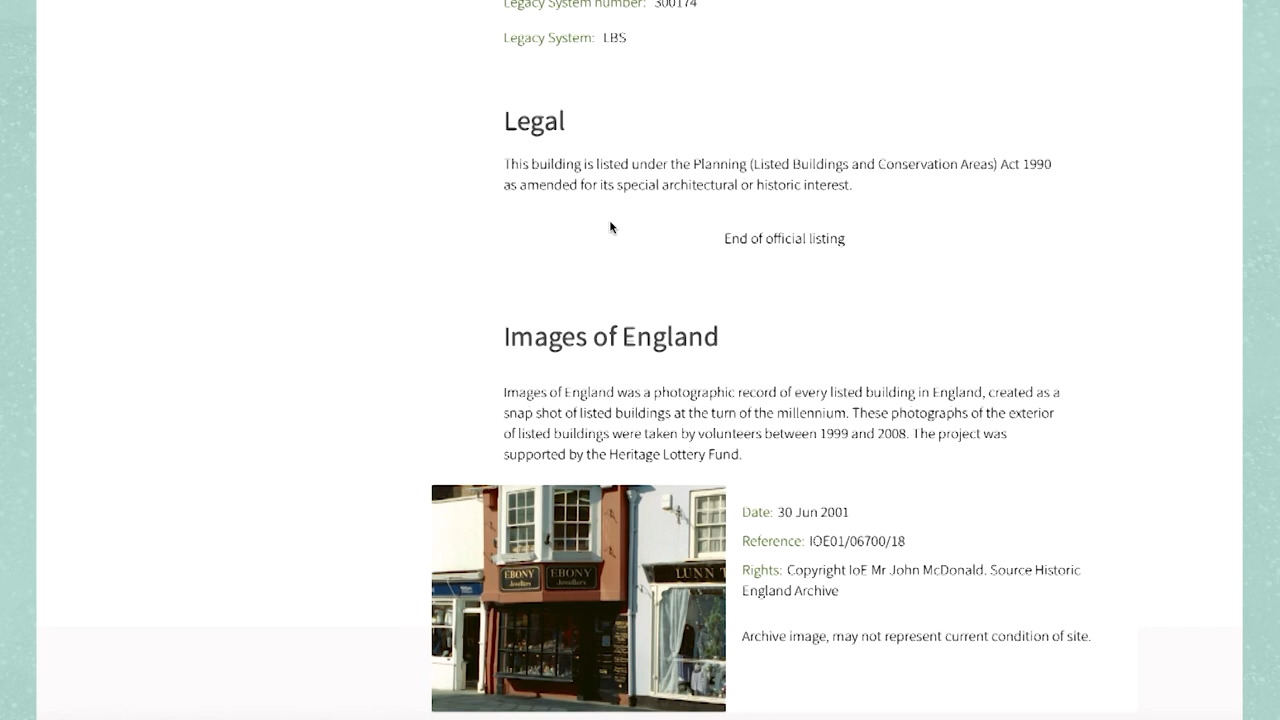 Legacy System number: 300174
Legacy System: LBS
Legal
This building is listed under the Planning (Listed Buildings and Conservation Areas) Act 1990
as amended for its special architectural or historic interest.
End of official listing
Images of England
Images of England was a photographic record of every listed building in England, created as a
snap shot of listed buildings at the turn of the millennium. These photographs of the exterior
of listed buildings were taken by volunteers between 1999 and 2008. The project was
supported by the Heritage Lottery Fund.
EBONY
Jewellers
EBONY
Jewellers
LUNN T
Date: 30 Jun 2001
Reference: IOE01/06700/18
Rights: Copyright IoE Mr John McDonald. Source Historic
England Archive
Archive image, may not represent current condition of site.